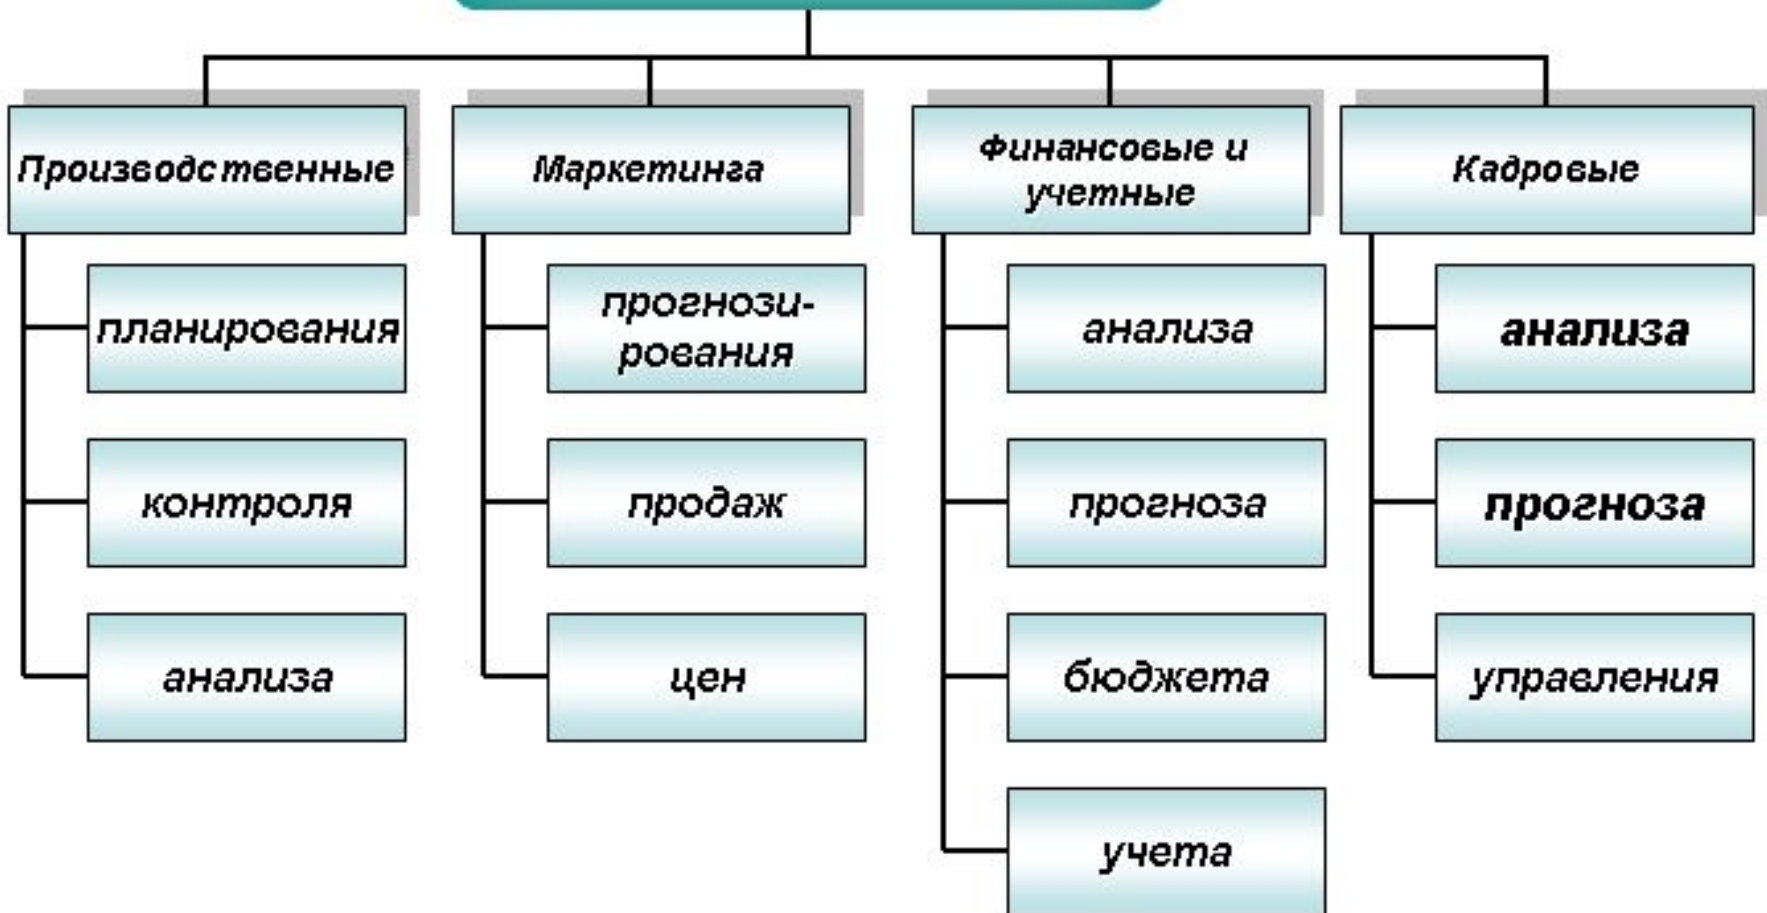 Производственные
планирования
контроля
анализа
Маркетинга
прогнози-
рования
продаж
цен
Финансовые и
учетные
анализа
прогноза
бюджета
учета
Кадровые
анализа
прогноза
управления